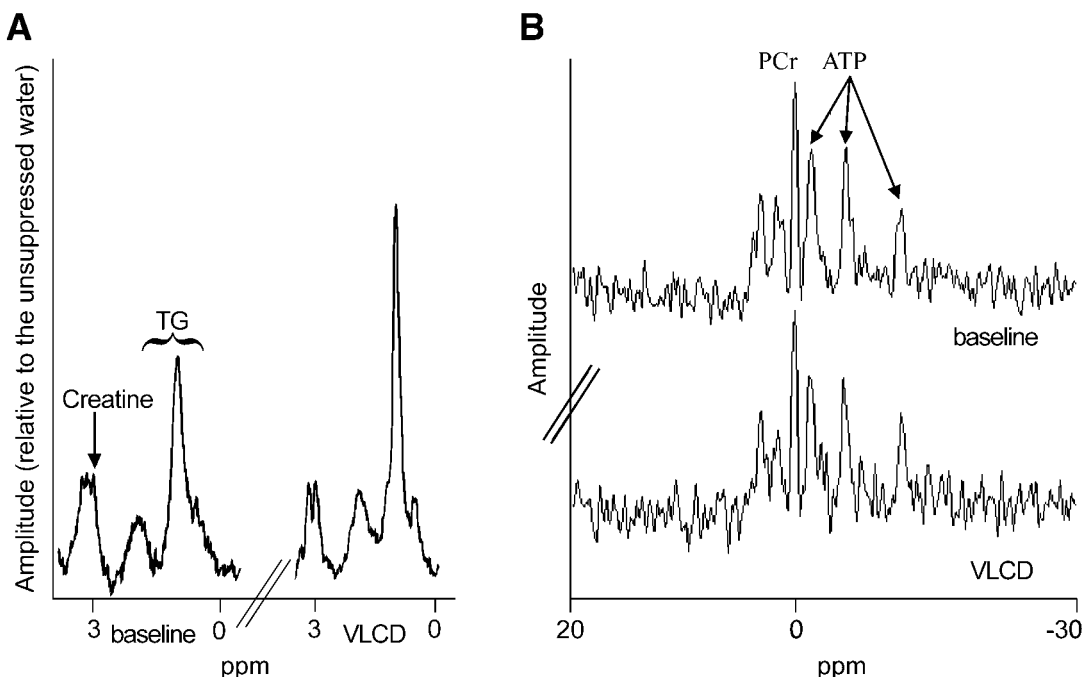 A
Amplitude (relative to the unsuppressed water)
TG
Creatine
3 baseline 0 3 VLCD 0
ppm
B
Amplitude
PCr ATP
baseline
VLCD
20 0 -30
ppm